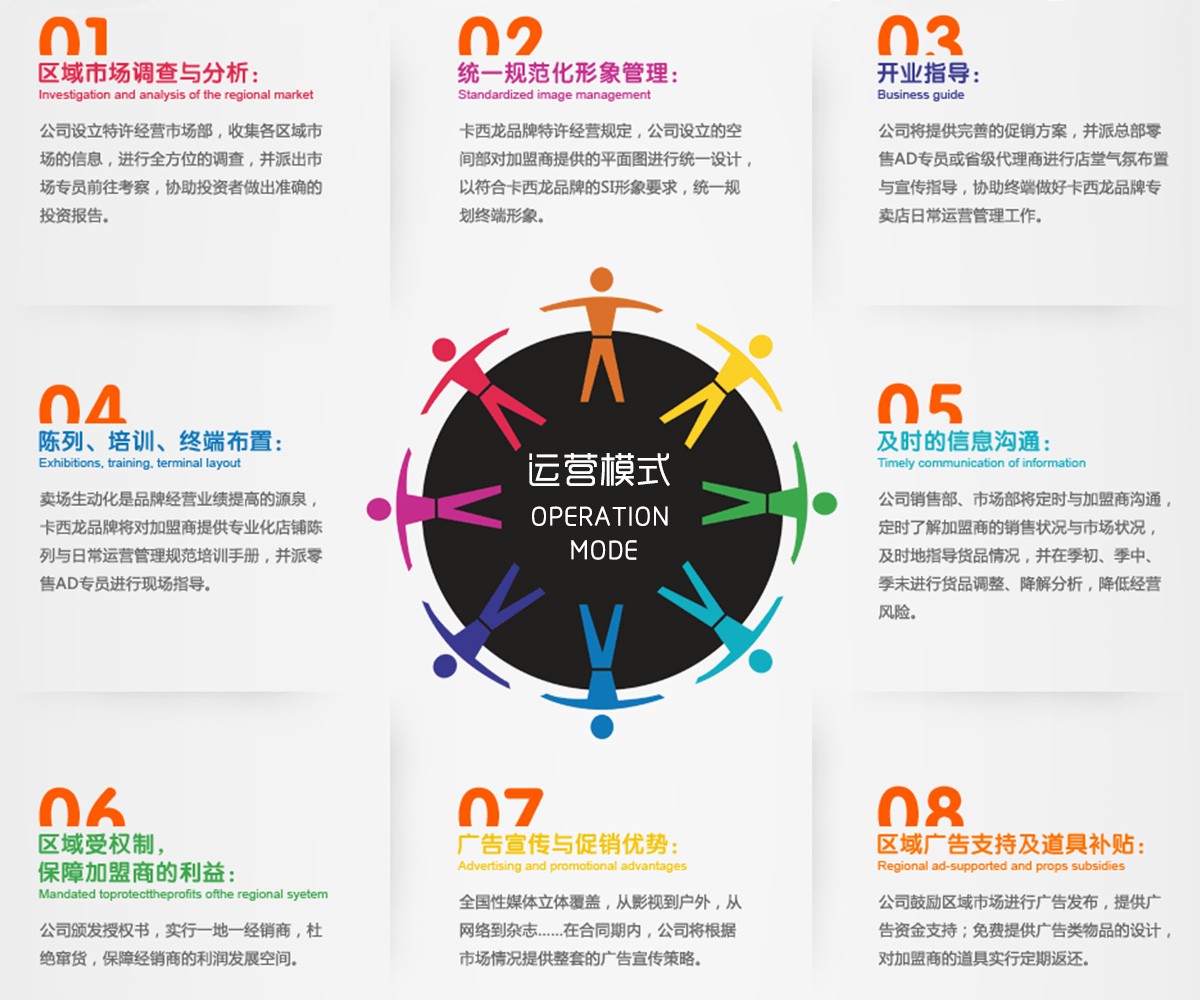 01
区域市场调查与分析：
Investigation and analysis of the regional market
公司设立特许经营市场部，收集各区域市
场的信息，进行全方位的调查，并派出市
场专员前往考察，协助投资者做出准确的
投资报告。
02
统一规范化形象管理：
Standardized image management
卡西龙品牌特许经营规定，公司设立的空
间部对加盟商提供的平面图进行统一设计，
以符合卡西龙品牌的SI形象要求，统一规
划终端形象。
03
开业指导：
Business guide
公司将提供完善的促销方案，并派总部零
售AD专员或省级代理商进行店堂气氛布置
与宣传指导，协助终端做好卡西龙品牌专
卖店日常运营管理工作。
04
陈列、培训、终端布置：
Exhibitions, training, terminal layout
卖场生动化是品牌经营业绩提高的源泉，
卡西龙品牌将对加盟商提供专业化店铺陈
列与日常运营管理规范培训手册，并派零
售AD专员进行现场指导。
运营模式
OPERATION
MODE
05
及时的信息沟通：
Timely communication of information
公司销售部、市场部将定时与加盟商沟通，
定时了解加盟商的销售状况与市场状况，
及时地指导货品情况，并在季初、季中、
季末进行货品调整、降解分析，降低经营
风险。
06
区域受权制，
保障加盟商的利益：
Mandated toprotecttheprofits ofthe regional syetem
公司颁发授权书，实行一地一经销商，杜
绝窜货，保障经销商的利润发展空间。
07
广告宣传与促销优势：
Advertising and promotional advantages
全国性媒体立体覆盖，从影视到户外，从
网络到杂志......在合同期内，公司将根据
市场情况提供整套的广告宣传策略。
08
区域广告支持及道具补贴：
Regional ad-supported and props subsidies
公司鼓励区域市场进行广告发布，提供广
告资金支持；免费提供广告类物品的设计，
对加盟商的道具实行定期返还。